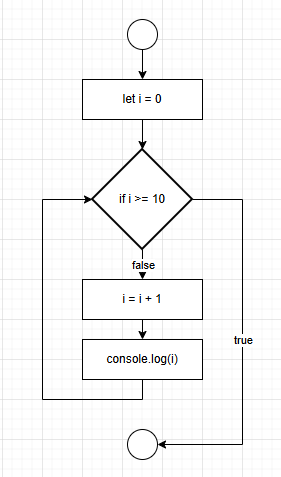 let i = 0
if i >= 10
false
i = i + 1
true
console.log(i)